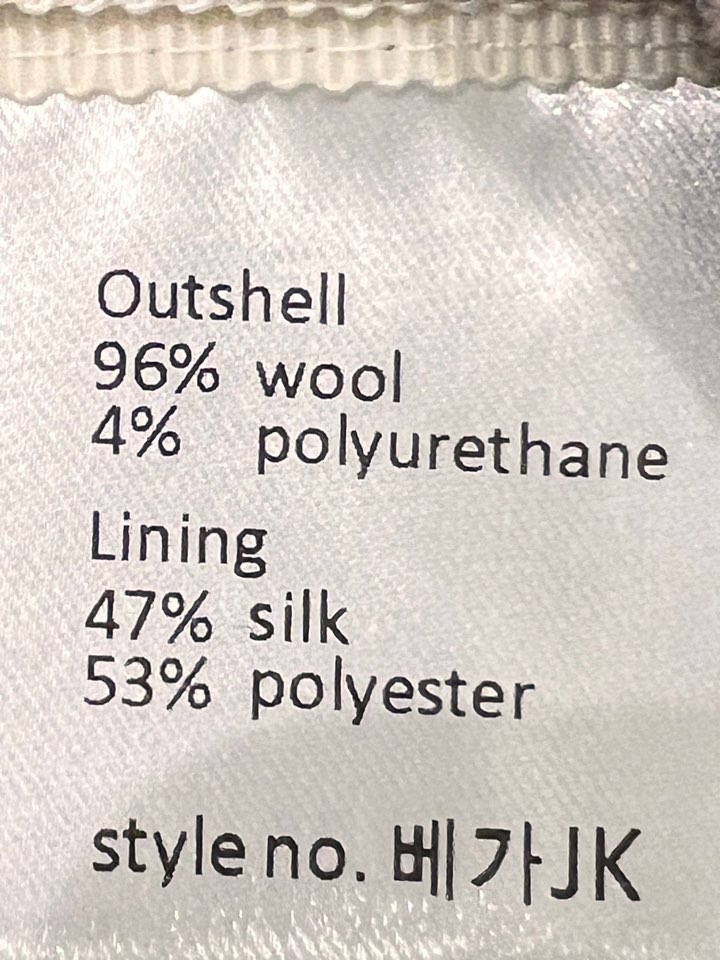 Outshell
96% wool
4% polyurethane
Lining
47% silk
53% polyester
style no. 베가JK